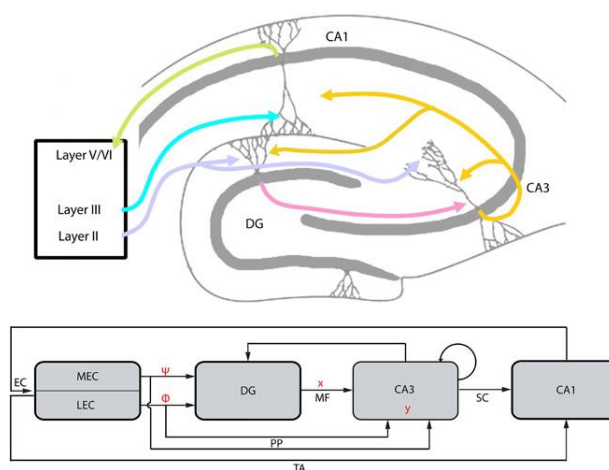 CA1
Layer V/VI
Layer III
Layer II
CA3
DG
EC
MEC
LEC
Ψ
Φ
DG
x
MF
CA3
y
SC
CA1
PP
TA